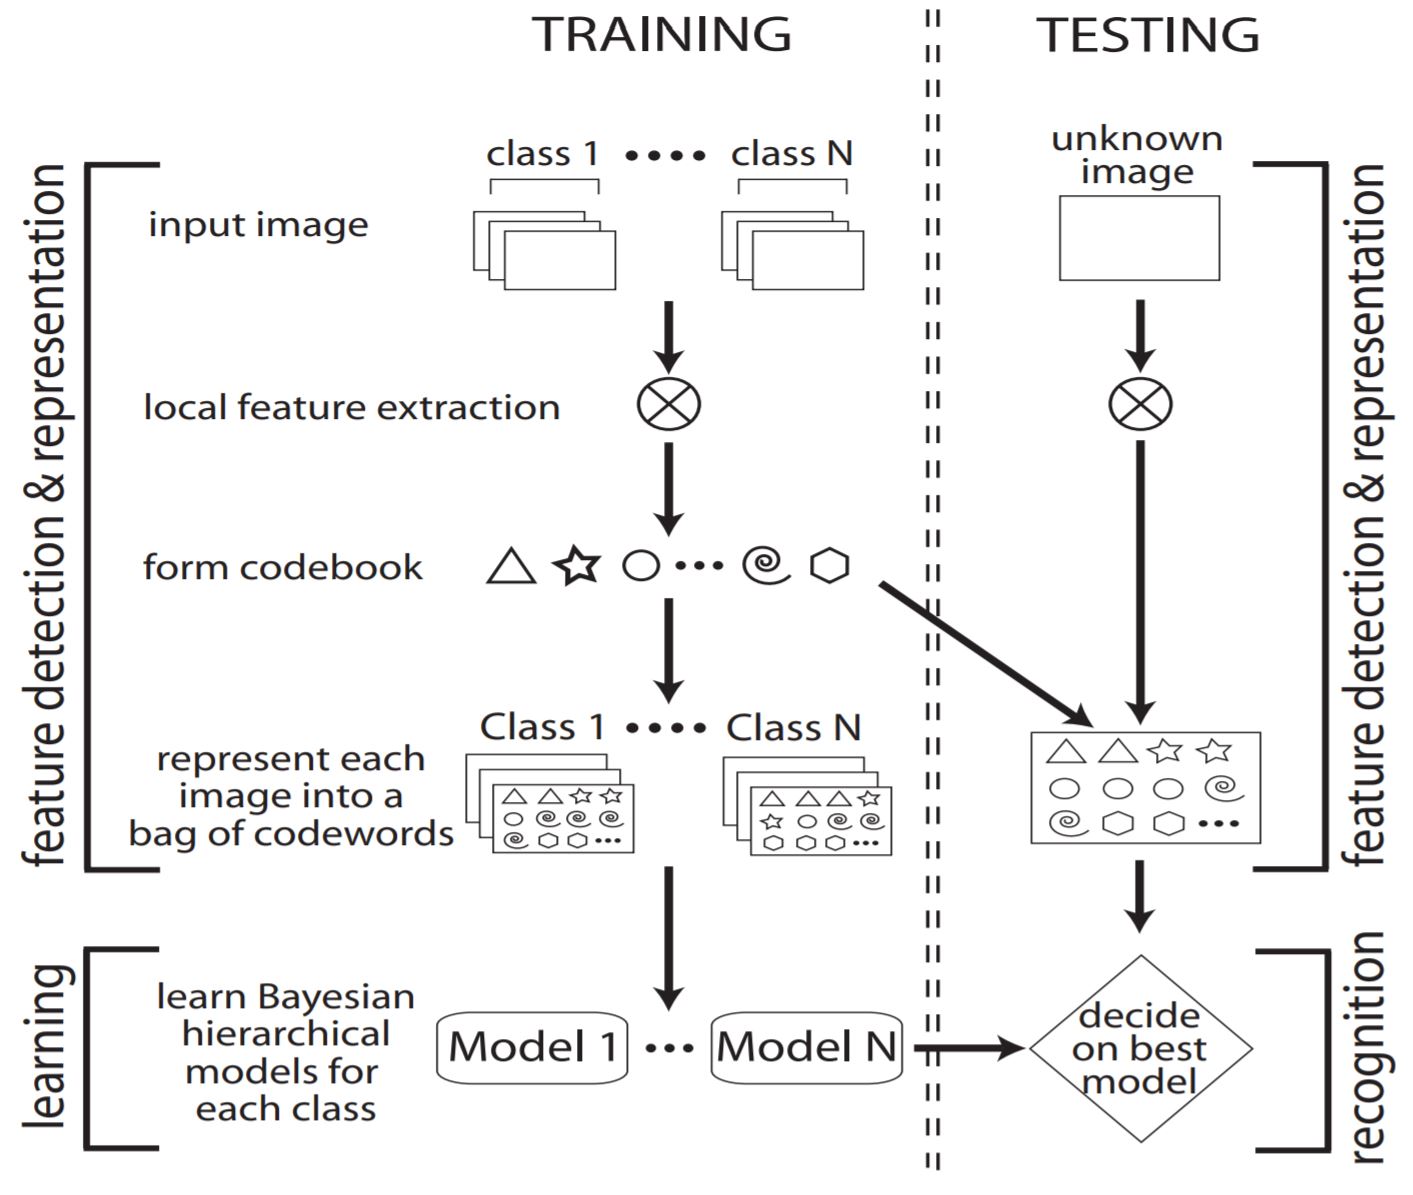 TRAINING
TESTING
class 1 •••• class N
unknown
image
input image
local feature extraction
form codebook
•••
Class 1 •••• Class N
represent each
image into a
bag of codewords
•••
•••
•••
feature detection & representation
feature detection & representation
learn Bayesian
hierarchical
models for
each class
Model 1 ••• Model N
decide
on best
model
learning
recognition